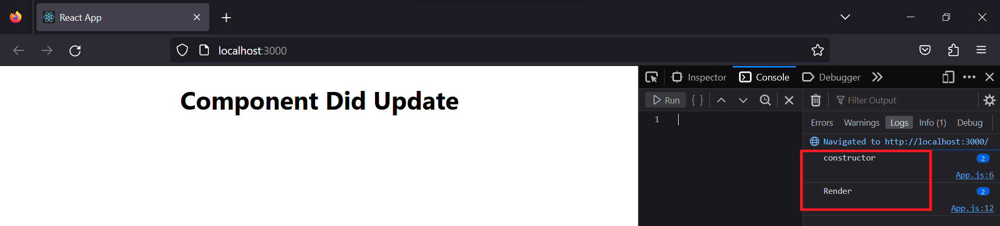 React App
localhost:3000
Component Did Update
Inspector Console Debugger
Run { } Filter Output
1
Errors Warnings Logs Info (1) Debug
Navigated to http://localhost:3000/
constructor 2
App.js:6
Render 2
App.js:12